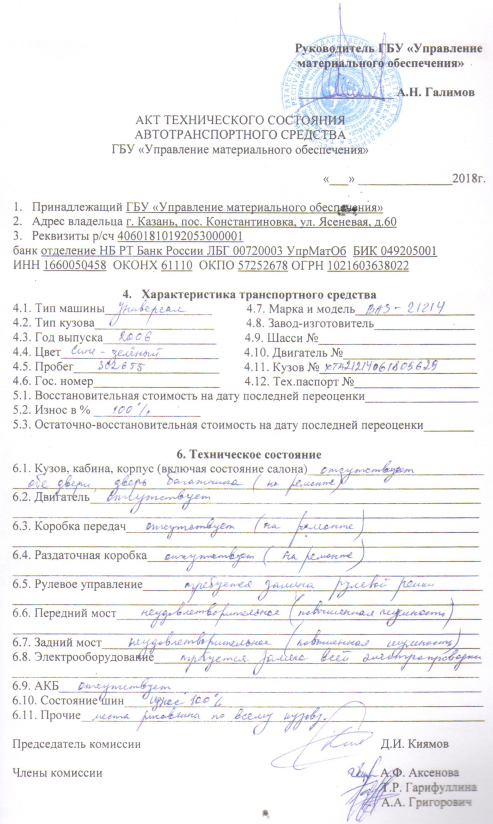 Руководитель ГБУ «Управление
материального обеспечения»
А.Н. Галимов
АКТ ТЕХНИЧЕСКОГО СОСТОЯНИЯ
АВТОТРАНСПОРТНОГО СРЕДСТВА
ГБУ «Управление материального обеспечения»
«___» ______________2018г.
1. Принадлежащий ГБУ «Управление материального обеспечения»
2. Адрес владельца г. Казань, пос. Константиновка, ул. Ясеневая, д.60
3. Реквизиты р/сч 40601810192053000001
банк отделение НБ РТ Банк России ЛБГ 00720003 УпрМатОб БИК 049205001
ИНН 1660050458 ОКОНХ 61110 ОКПО 57252678 ОГРН 1021603638022
4. Характеристика транспортного средства
4.1. Тип машины универсал 4.7. Марка и модель ВАЗ-21214
4.2. Тип кузова 4.8. Завод-изготовитель
4.3. Год выпуска 2006 4.9. Шасси №
4.4. Цвет сине-зелёный 4.10. Двигатель №
4.5. Пробег 302655 4.11. Кузов № ХТА21214061805629
4.6. Гос. номер 4.12. Тех.паспорт №
5.1. Восстановительная стоимость на дату последней переоценки
5.2. Износ в % 100%
5.3. Остаточно-восстановительная стоимость на дату последней переоценки
6. Техническое состояние
6.1. Кузов, кабина, корпус (включая состояние салона) отсутствует
обе двери, дверь багажника (на ремонте)
6.2. Двигатель отсутствует
6.3. Коробка передач отсутствует (на ремонте)
6.4. Раздаточная коробка отсутствует (на ремонте)
6.5. Рулевое управление требуется замена рулевой рейки
6.6. Передний мост неудовлетворительное (повышенная шумность)
6.7. Задний мост неудовлетворительное (повышенная шумность)
6.8. Электрооборудование требуется замена всей электропроводки
6.9. АКБ отсутствует
6.10. Состояние шин износ 100%
6.11. Прочие места ржавчины по всему кузову.
Председатель комиссии Д.И. Киямов
Члены комиссии А.Ф. Аксенова
Т.Р. Гарифуллина
А.А. Григорович